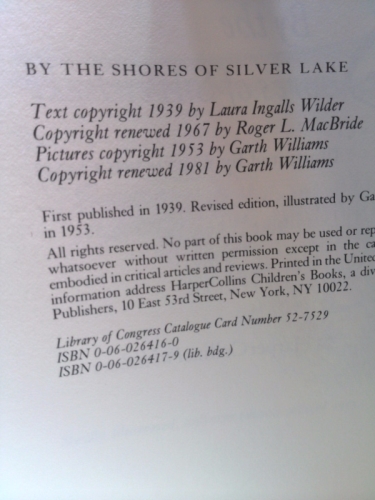 BY THE SHORES OF SILVER LAKE
Text copyright 1939 by Laura Ingalls Wilder
Copyright renewed 1967 by Roger L. MacBride
Pictures copyright 1953 by Garth Williams
Copyright renewed 1981 by Garth Williams
First published in 1939. Revised edition, illustrated by Ga
in 1953.
All rights reserved. No part of this book may be used or rep
whatsoever without written permission except in the ca
embodied in critical articles and reviews. Printed in the United
information address HarperCollins Children's Books, a div
Publishers, 10 East 53rd Street, New York, NY 10022.
Library of Congress Catalogue Card Number 52-7529
ISBN 0-06-026416-0
ISBN 0-06-026417-9 (lib. bdg.)